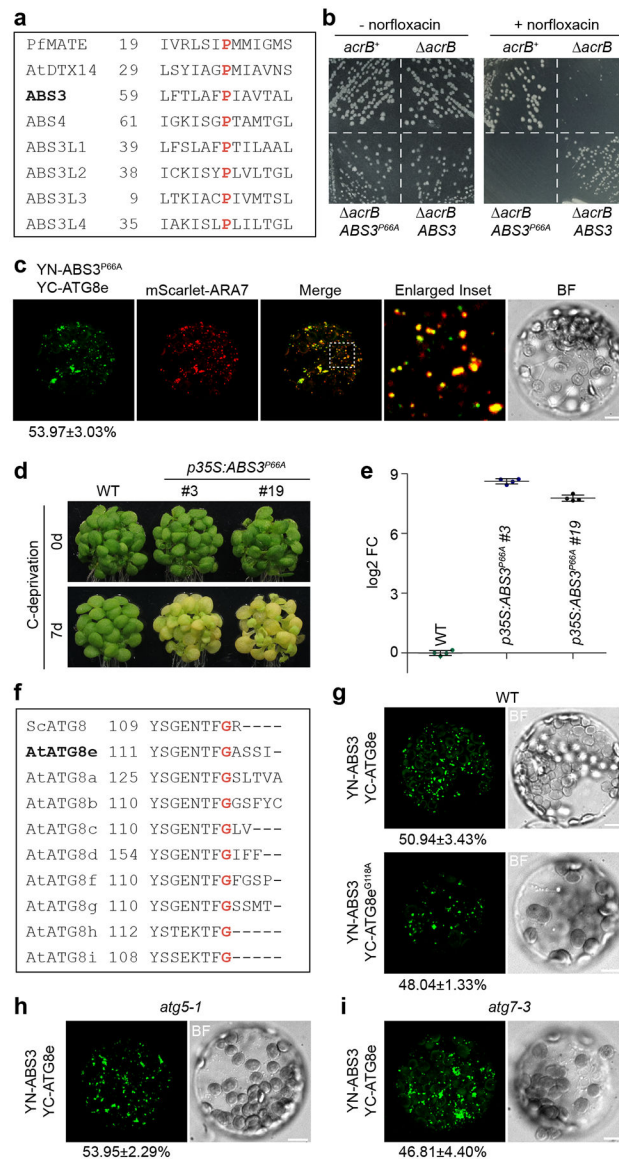 a
PfMATE 19 IVRLSIPMMIGMS
AtDTX14 29 LSYIAGPMIAVNS
ABS3 59 LFTLAFPIAVTAL
ABS4 61 IGKISGPTAMTGL
ABS3L1 39 LFSLAFPTILAAL
ABS3L2 38 ICKISYPLVLTGL
ABS3L3 9 LTKIACPIVMTSL
ABS3L4 35 IAKISLPLILTGL
b
- norfloxacin + norfloxacin
acrB+ ΔacrB acrB+ ΔacrB
ΔacrB ΔacrB ΔacrB ΔacrB
ABS3P66A ABS3 ABS3P66A ABS3
c YN-ABS3P66A
YC-ATG8e mScarlet-ARA7 Merge Enlarged Inset BF
53.97±3.03%
d
p35S:ABS3P66A
WT #3 #19
C-deprivation
0d
7d
e
log2 FC
9
6
3
0
WT
p35S:ABS3P66A #3
p35S:ABS3P66A #19
f
ScATG8 109 YSGENTFGR----
AtATG8e 111 YSGENTFGASSI-
AtATG8a 125 YSGENTFGSLTVA
AtATG8b 110 YSGENTFGGSFYC
AtATG8c 110 YSGENTFGLV---
AtATG8d 154 YSGENTFGIFF--
AtATG8f 110 YSGENTFGFGSP-
AtATG8g 110 YSGENTFGSSMT-
AtATG8h 112 YSTEKTFG-----
AtATG8i 108 YSSEKTFG-----
g
WT
YN-ABS3
YC-ATG8e
BF
50.94±3.43%
YN-ABS3
YC-ATG8eG118A
BF
48.04±1.33%
h
atg5-1
YN-ABS3
YC-ATG8e
BF
53.95±2.29%
i
atg7-3
YN-ABS3
YC-ATG8e
46.81±4.40%